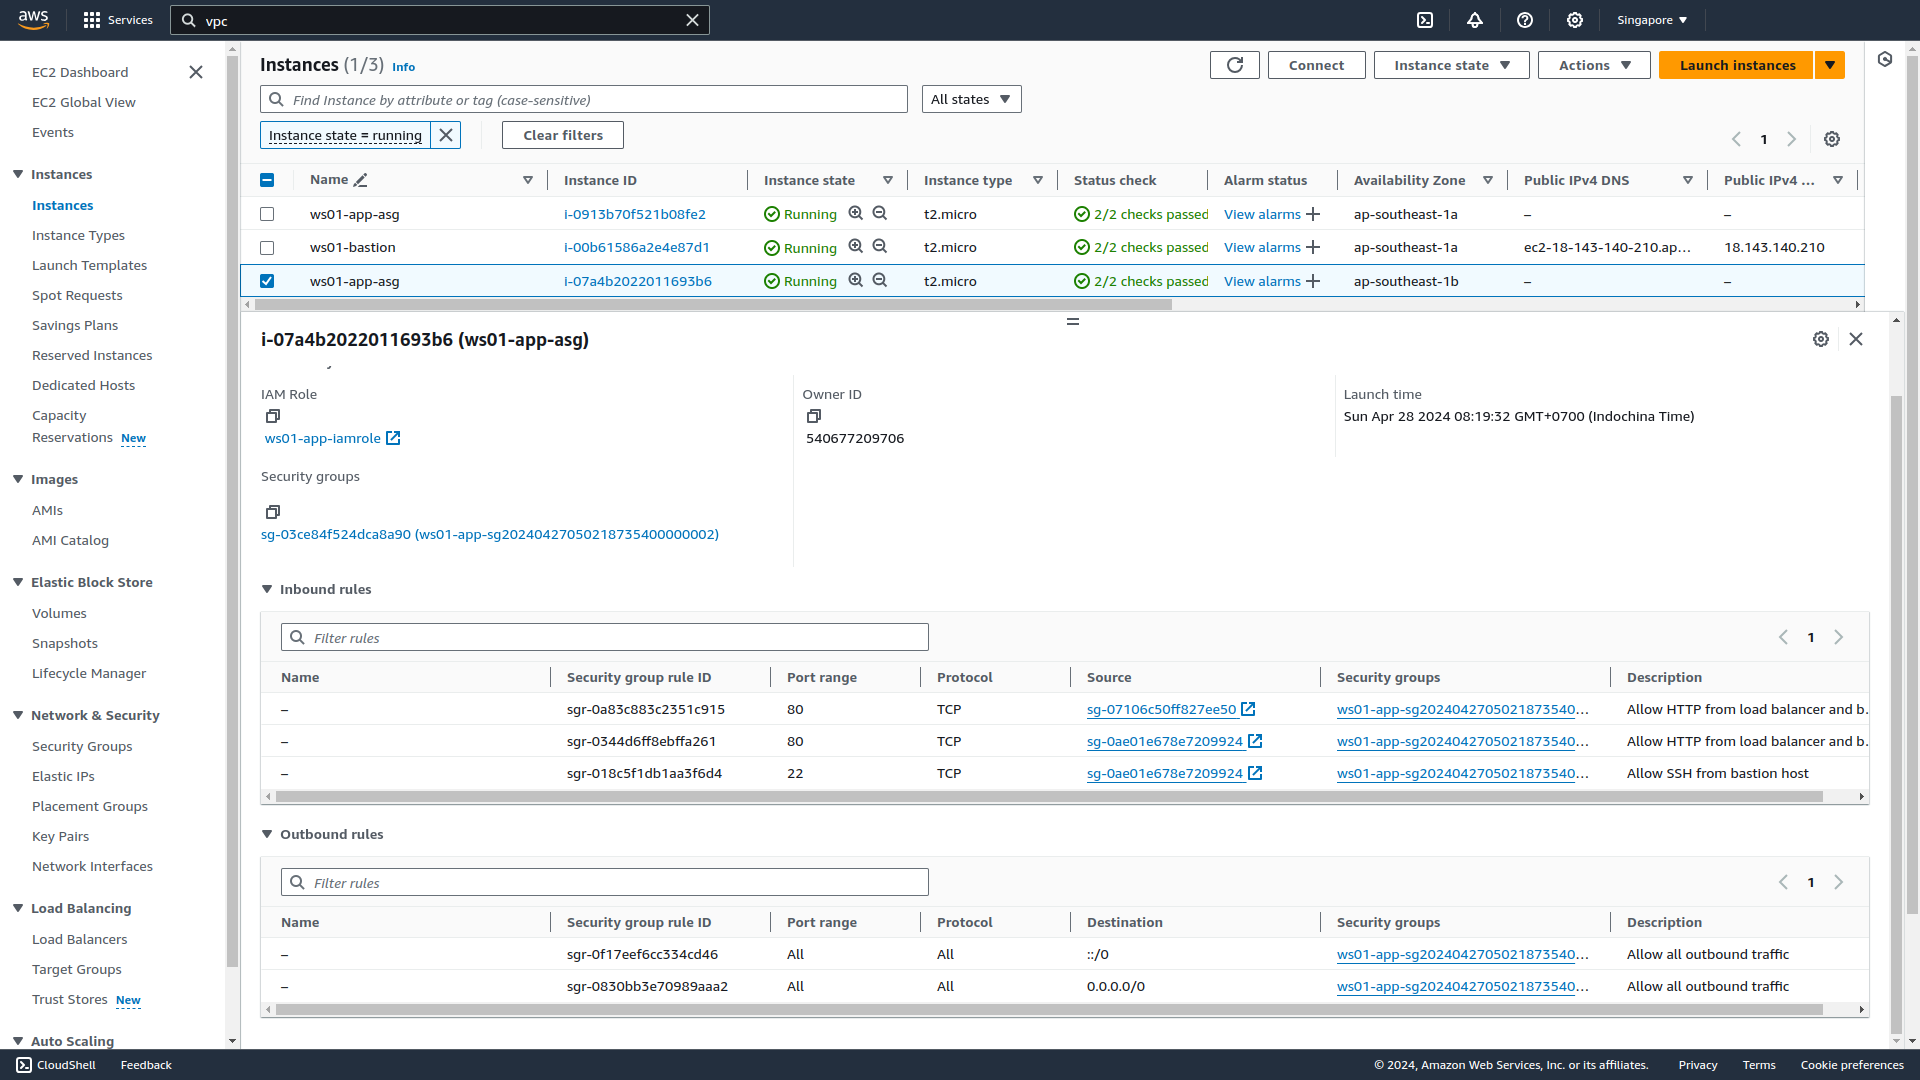 aws
Services
vpc
Singapore
EC2 Dashboard
EC2 Global View
Events
Instances
Instances
Instance Types
Launch Templates
Spot Requests
Savings Plans
Reserved Instances
Dedicated Hosts
Capacity
Reservations New
Images
AMIs
AMI Catalog
Elastic Block Store
Volumes
Snapshots
Lifecycle Manager
Network & Security
Security Groups
Elastic IPs
Placement Groups
Key Pairs
Network Interfaces
Load Balancing
Load Balancers
Target Groups
Trust Stores New
Auto Scaling
Instances (1/3) Info
Connect
Instance state
Actions
Launch instances
Find Instance by attribute or tag (case-sensitive)
All states
Instance state = running
Clear filters
1
Name Instance ID Instance state Instance type Status check Alarm status Availability Zone Public IPv4 DNS Public IPv4 ...
ws01-app-asg i-0913b70f521b08fe2 Running t2.micro 2/2 checks passed View alarms ap-southeast-1a – –
ws01-bastion i-00b61586a2e4e87d1 Running t2.micro 2/2 checks passed View alarms ap-southeast-1a ec2-18-143-140-210.ap... 18.143.140.210
ws01-app-asg i-07a4b2022011693b6 Running t2.micro 2/2 checks passed View alarms ap-southeast-1b – –
i-07a4b2022011693b6 (ws01-app-asg)
IAM Role
ws01-app-iamrole
Owner ID
540677209706
Launch time
Sun Apr 28 2024 08:19:32 GMT+0700 (Indochina Time)
Security groups
sg-03ce84f524dca8a90 (ws01-app-sg20240427050218735400000002)
Inbound rules
Filter rules
1
Name Security group rule ID Port range Protocol Source Security groups Description
– sgr-0a83c883c2351c915 80 TCP sg-07106c50ff827ee50 ws01-app-sg2024042705021873540... Allow HTTP from load balancer and b.
– sgr-0344d6ff8ebffa261 80 TCP sg-0ae01e678e7209924 ws01-app-sg2024042705021873540... Allow HTTP from load balancer and b.
– sgr-018c5f1db1aa3f6d4 22 TCP sg-0ae01e678e7209924 ws01-app-sg2024042705021873540... Allow SSH from bastion host
Outbound rules
Filter rules
1
Name Security group rule ID Port range Protocol Destination Security groups Description
– sgr-0f17eef6cc334cd46 All All ::/0 ws01-app-sg2024042705021873540... Allow all outbound traffic
– sgr-0830bb3e70989aaa2 All All 0.0.0.0/0 ws01-app-sg2024042705021873540... Allow all outbound traffic
CloudShell
Feedback
© 2024, Amazon Web Services, Inc. or its affiliates.
Privacy
Terms
Cookie preferences